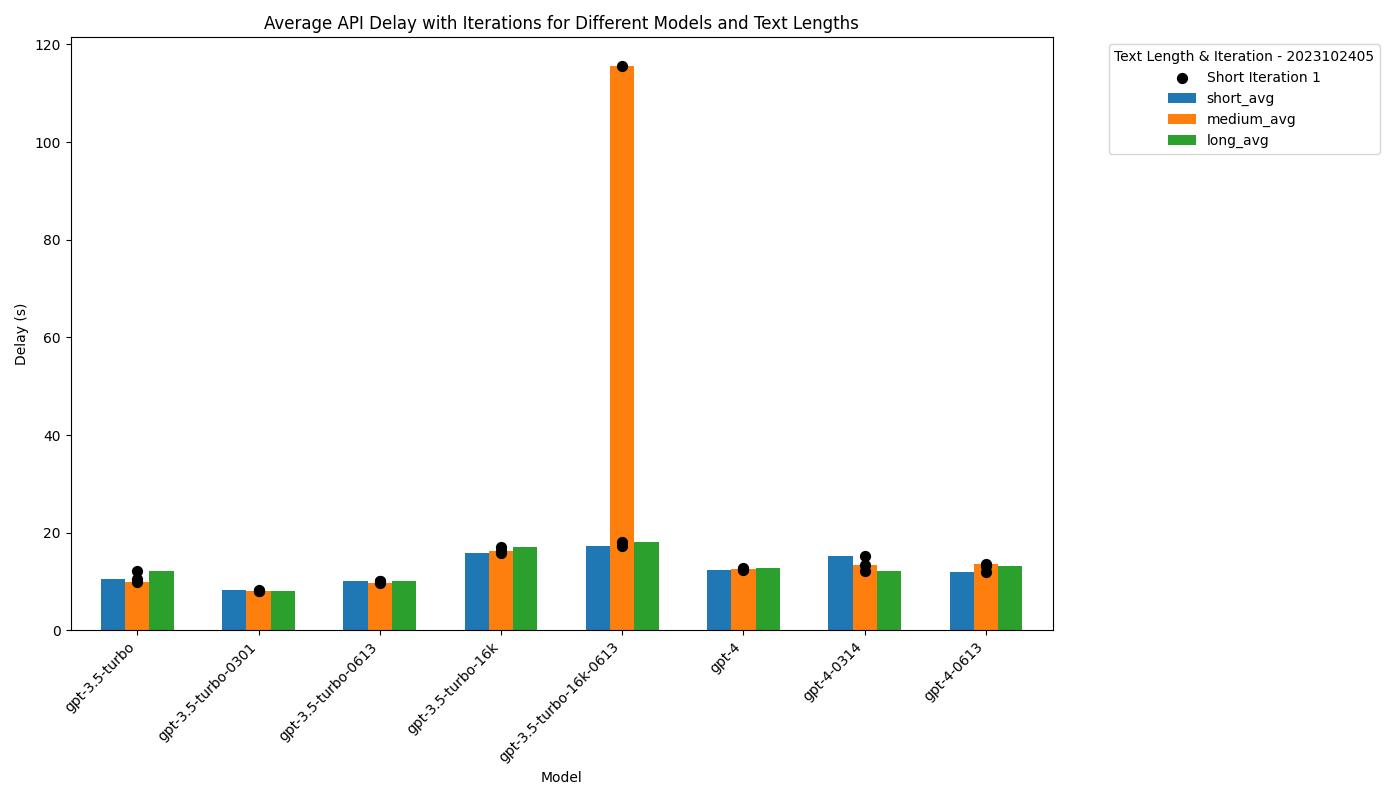 Average API Delay with Iterations for Different Models and Text Lengths
Text Length & Iteration - 2023102405
Short Iteration 1
short_avg
medium_avg
long_avg
Delay (s)
120
100
80
60
40
20
0
gpt-3.5-turbo
gpt-3.5-turbo-0301
gpt-3.5-turbo-0613
gpt-3.5-turbo-16k
gpt-3.5-turbo-16k-0613
gpt-4
gpt-4-0314
gpt-4-0613
Model